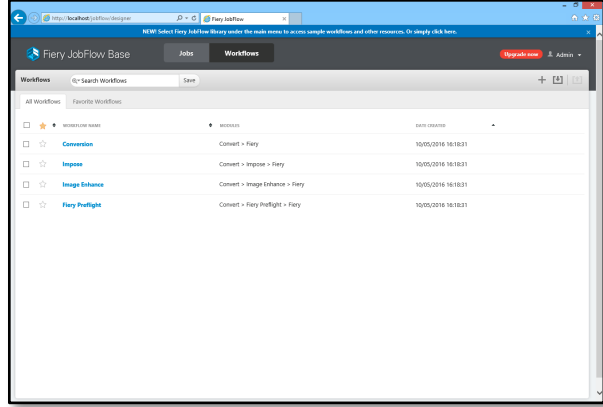 http://localhost/jobflow/designer
Fiery JobFlow
NEW! Select Fiery JobFlow library under the main menu to access sample workflows and other resources. Or simply click here.
Fiery JobFlow Base Jobs Workflows Upgrade now Admin
Workflows Search Workflows Save
All Workflows Favorite Workflows
WORKFLOW NAME MODULES DATE CREATED
Conversion Convert > Fiery 10/05/2016 16:18:31
Impose Convert > Impose > Fiery 10/05/2016 16:18:31
Image Enhance Convert > Image Enhance > Fiery 10/05/2016 16:18:31
Fiery Preflight Convert > Fiery Preflight > Fiery 10/05/2016 16:18:31